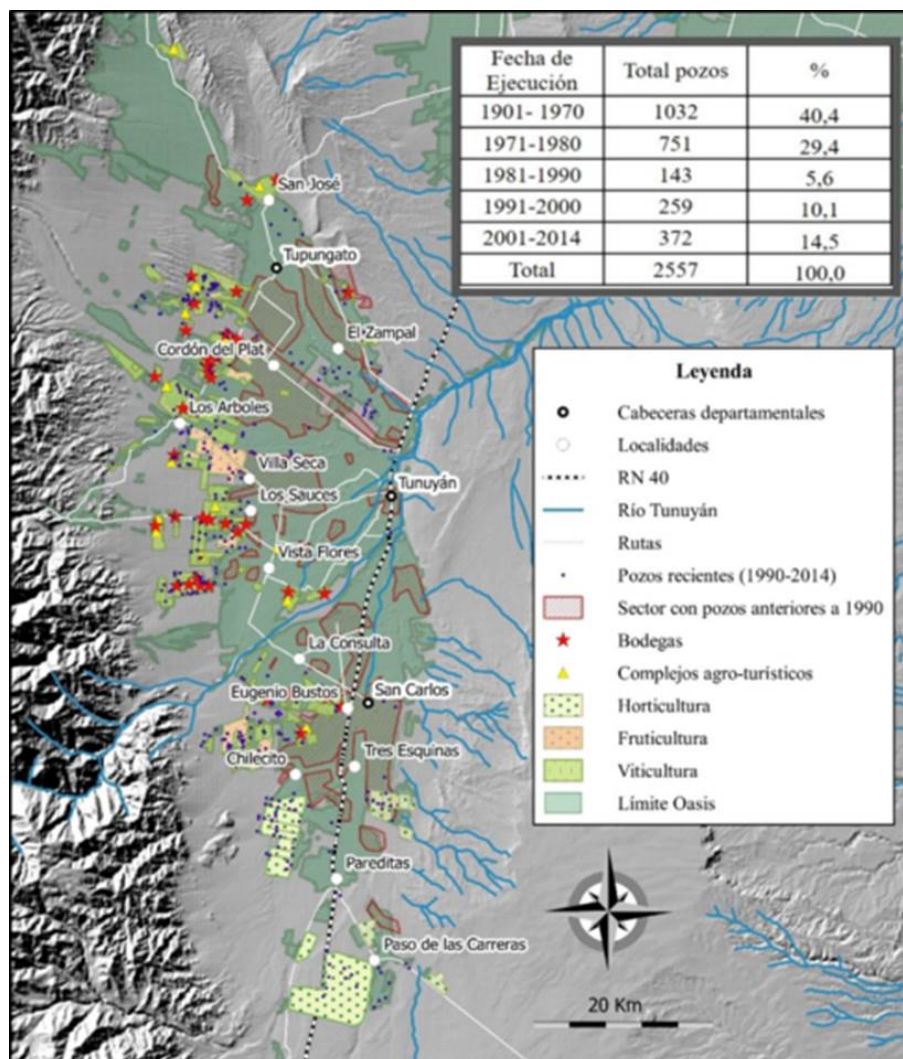 Fecha de Ejecución Total pozos %
1901- 1970 1032 40,4
1971-1980 751 29,4
1981-1990 143 5,6
1991-2000 259 10,1
2001-2014 372 14,5
Total 2557 100,0
San José
Tupungato
El Zampal
Cordón del Plat
Los Arboles
Villa Seca
Los Sauces
Tunuyán
Vista Flores
La Consulta
Eugenio Bustos
San Carlos
Chilecito
Tres Esquinas
Pareditas
Paso de las Carreras
Leyenda
Cabeceras departamentales
Localidades
RN 40
Río Tunuyán
Rutas
Pozos recientes (1990-2014)
Sector con pozos anteriores a 1990
Bodegas
Complejos agro-turísticos
Horticultura
Fruticultura
Viticultura
Límite Oasis
20 Km